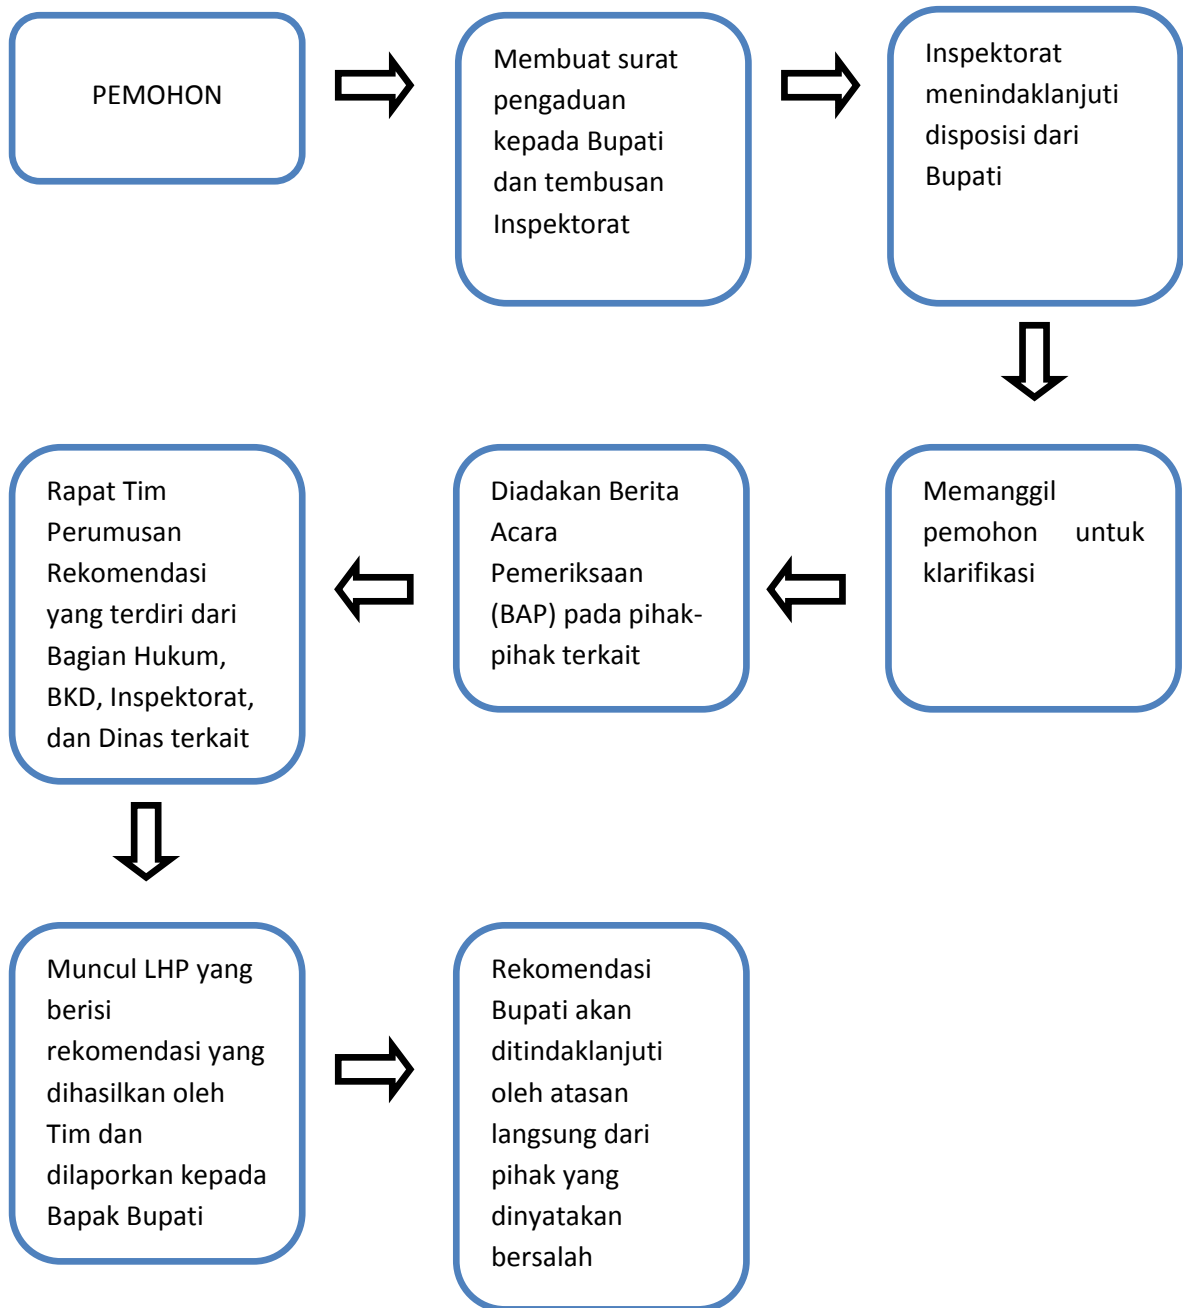 PEMOHON
Membuat surat
pengaduan
kepada Bupati
dan tembusan
Inspektorat
Inspektorat
menindaklanjuti
disposisi dari
Bupati
Memanggil
pemohon untuk
klarifikasi
Diadakan Berita
Acara
Pemeriksaan
(BAP) pada pihak-
pihak terkait
Rapat Tim
Perumusan
Rekomendasi
yang terdiri dari
Bagian Hukum,
BKD, Inspektorat,
dan Dinas terkait
Muncul LHP yang
berisi
rekomendasi yang
dihasilkan oleh
Tim dan
dilaporkan kepada
Bapak Bupati
Rekomendasi
Bupati akan
ditindaklanjuti
oleh atasan
langsung dari
pihak yang
dinyatakan
bersalah